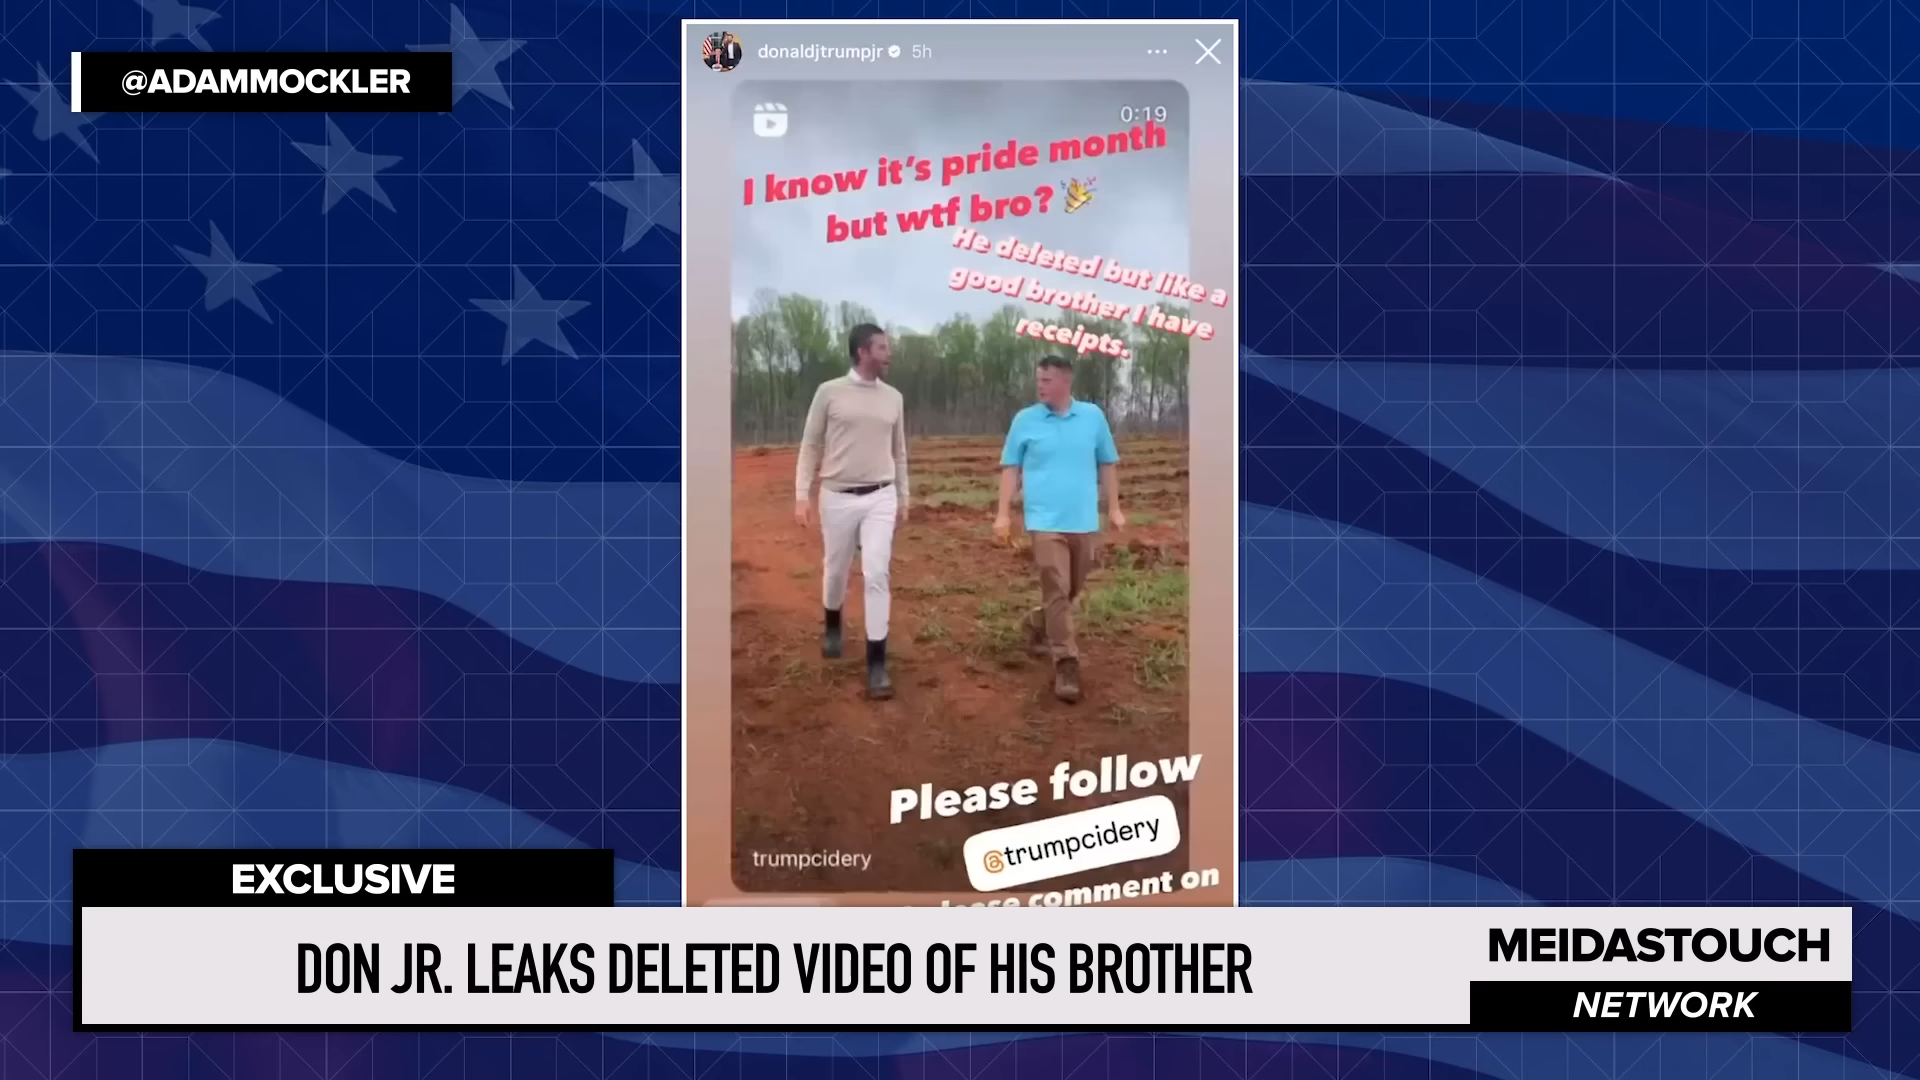 @ADAMMOCKLER
donaldjtrumpjr 5h
0:19
I know it's pride month
but wtf bro? 🎉
He deleted but like a
good brother I have
receipts.
Please follow
@trumpcidery
trumpcidery
comment on
EXCLUSIVE
DON JR. LEAKS DELETED VIDEO OF HIS BROTHER
MEIDASTOUCH
NETWORK